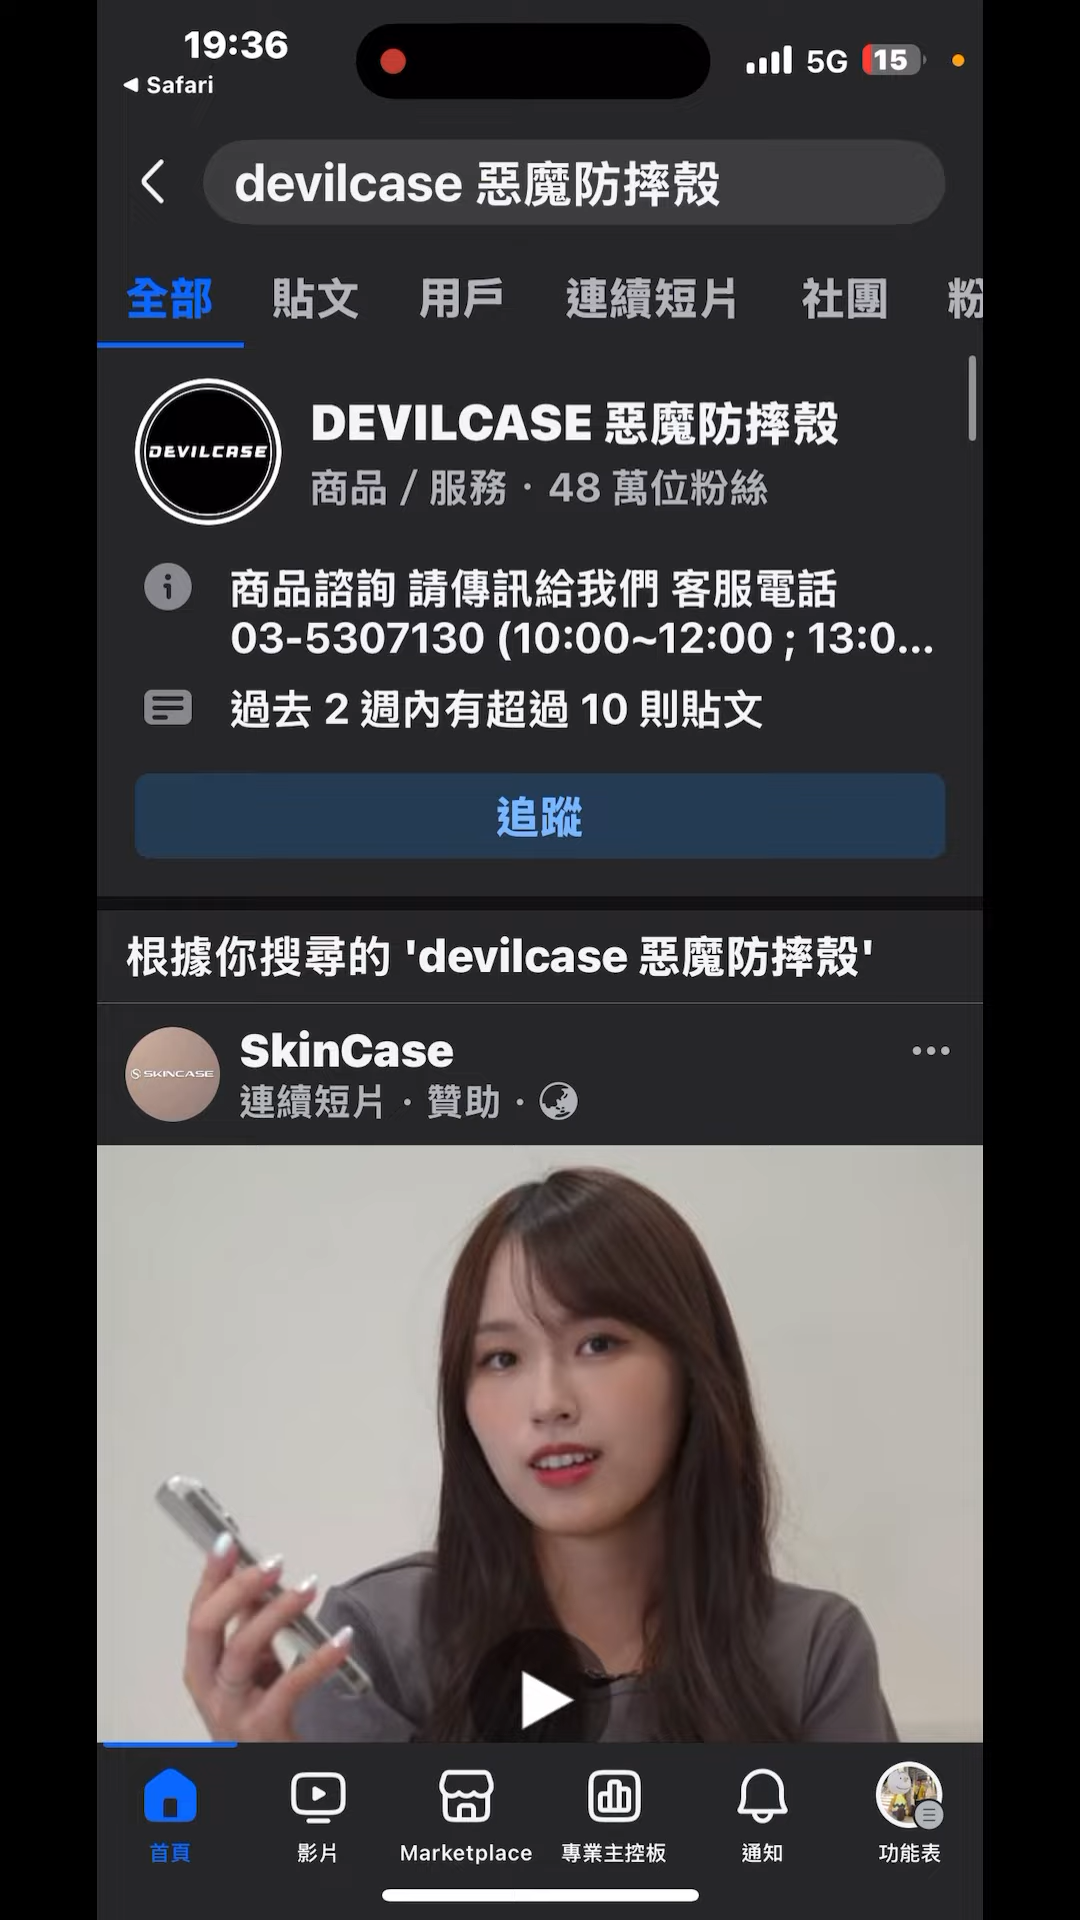 19:36
5G
15
◀ Safari
devilcase 惡魔防摔殼
全部 貼文 用戶 連續短片 社團 粉
DEVILCASE
DEVILCASE 惡魔防摔殼
商品 / 服務 · 48 萬位粉絲
商品諮詢 請傳訊給我們 客服電話
03-5307130 (10:00~12:00 ; 13:0...
過去 2 週內有超過 10 則貼文
追蹤
根據你搜尋的 'devilcase 惡魔防摔殼'
SKINCASE
SkinCase
連續短片 · 贊助 ·
首頁 影片 Marketplace 專業主控板 通知 功能表